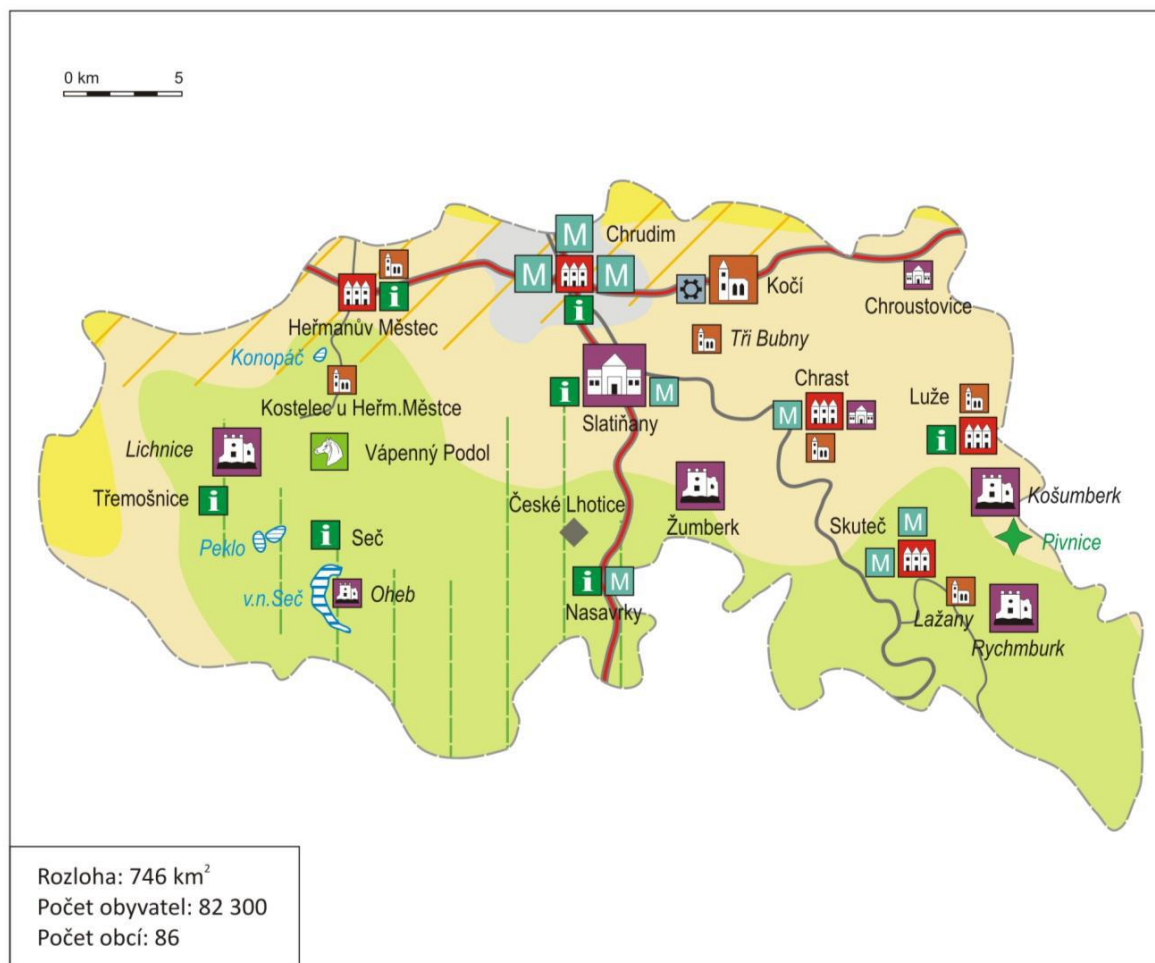 0 km 5
M
Chrudim
M
M
i
Kočí
Chroustovice
i
Heřmanův Městec
Tři Bubny
Konopáč
Kostelec u Heřm.Městce
i
M
Slatiňany
Chrast
M
Luže
i
Lichnice
Vápenný Podol
Třemošnice
i
České Lhotice
Žumberk
Košumberk
Skuteč
M
M
Pivnice
Peklo
i
Seč
v.n.Seč
Oheb
i
M
Nasavrky
Lažany
Rychmburk
Rozloha: 746 km²
Počet obyvatel: 82 300
Počet obcí: 86